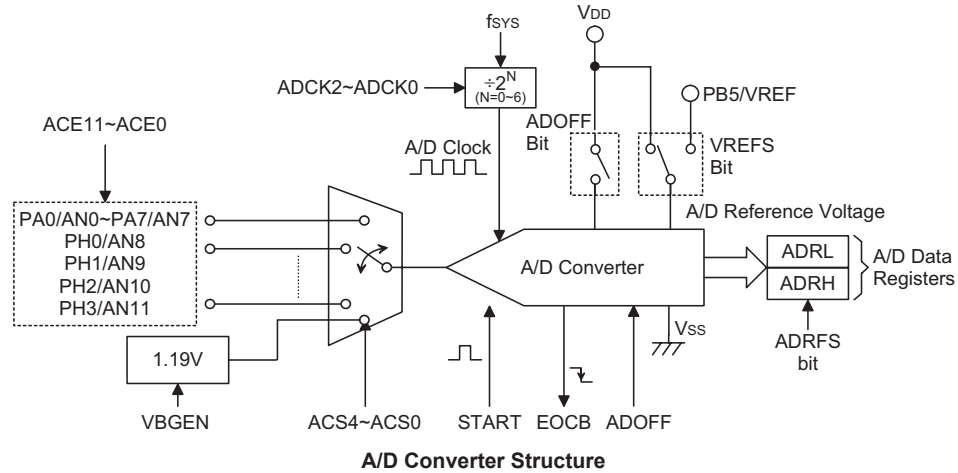 fSYS
VDD
ADCK2~ADCK0
÷2^N
(N=0~6)
PB5/VREF
ADOFF
Bit
VREFS
Bit
ACE11~ACE0
A/D Clock
PA0/AN0~PA7/AN7
PH0/AN8
PH1/AN9
PH2/AN10
PH3/AN11
A/D Reference Voltage
A/D Converter
ADRL
ADRH
A/D Data
Registers
VSS
ADRFS
bit
1.19V
VBGEN
ACS4~ACS0
START
EOCB
ADOFF
A/D Converter Structure